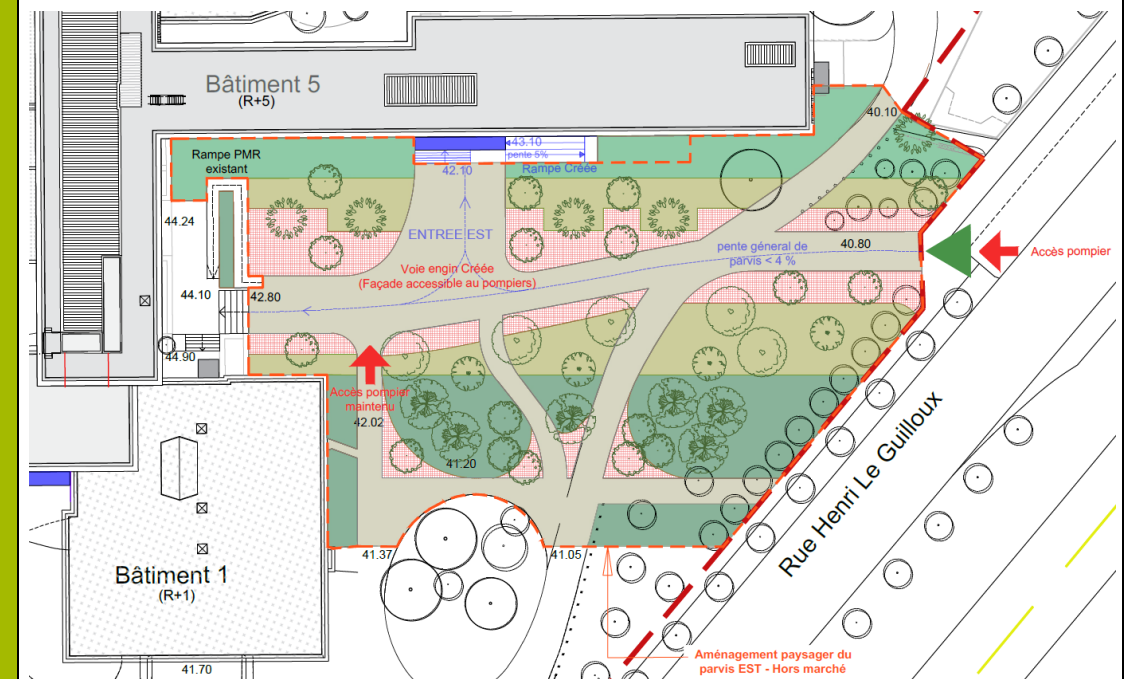 Bâtiment 5
(R+5)
40.10
43.10
pente 5%
Rampe PMR
existant
42.10
Rampe Créée
44.24
ENTREE EST
pente géneral de
parvis < 4 %
40.80
Accès pompier
Voie engin Créée
(Façade accessible au pompiers)
44.10
42.80
44.90
Accès pompier
maintenu
42.02
41.20
Rue Henri Le Guilloux
41.37
41.05
Bâtiment 1
(R+1)
Aménagement paysager du
parvis EST - Hors marché
41.70